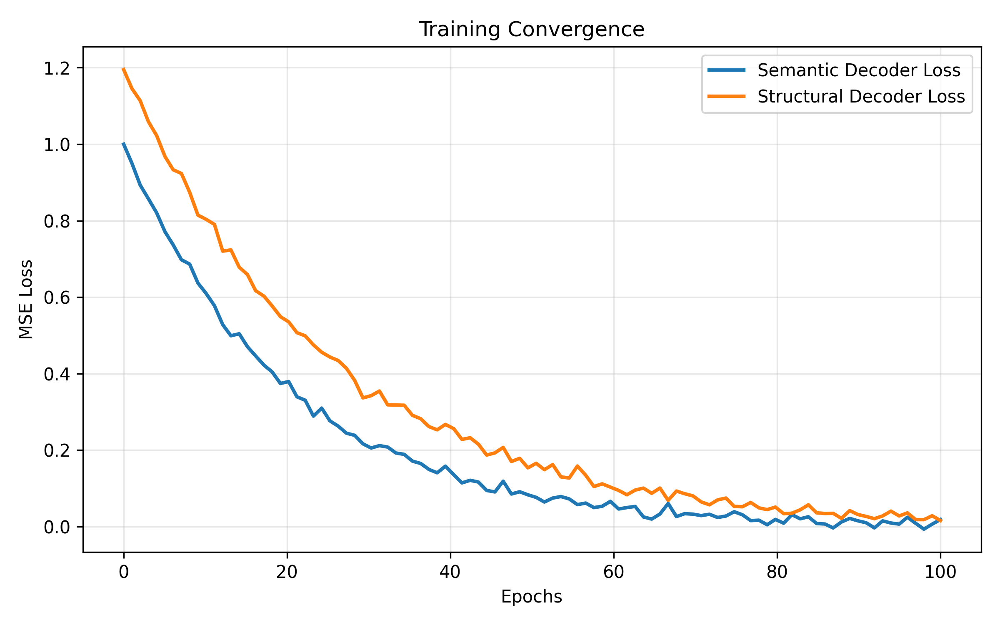 Training Convergence
Semantic Decoder Loss
Structural Decoder Loss
MSE Loss
1.2
1.0
0.8
0.6
0.4
0.2
0.0
0 20 40 60 80 100
Epochs